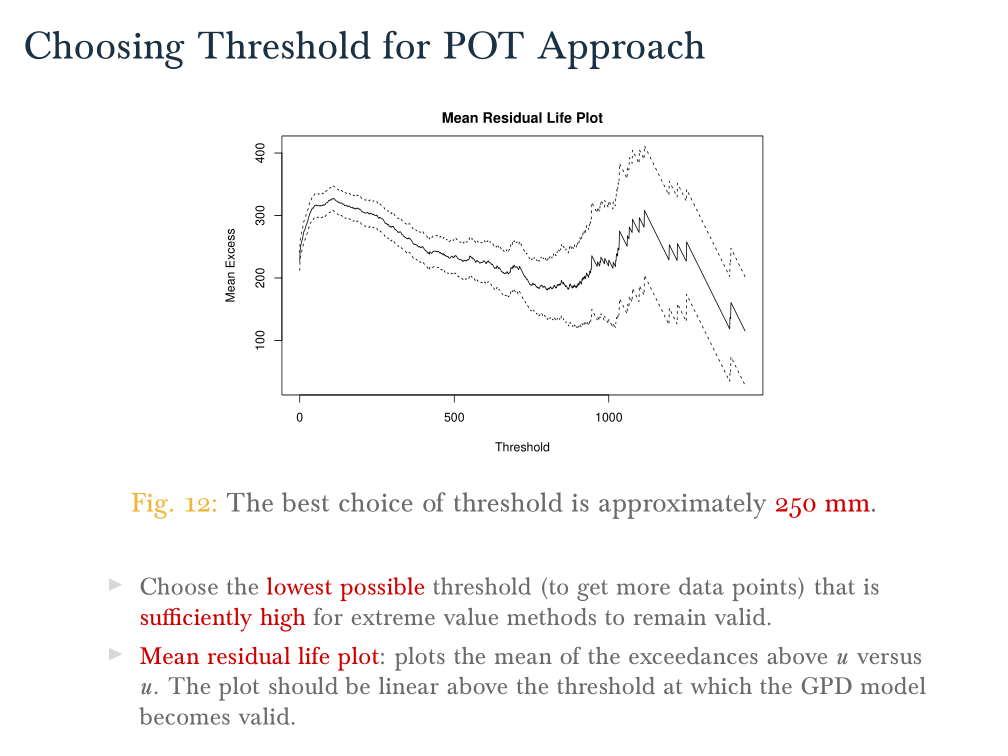 Choosing Threshold for POT Approach
Mean Residual Life Plot
Mean Excess
400
300
200
100
0
500
1000
Threshold
Fig. 12: The best choice of threshold is approximately 250 mm.
Choose the lowest possible threshold (to get more data points) that is
sufficiently high for extreme value methods to remain valid.
Mean residual life plot: plots the mean of the exceedances above u versus
u. The plot should be linear above the threshold at which the GPD model
becomes valid.